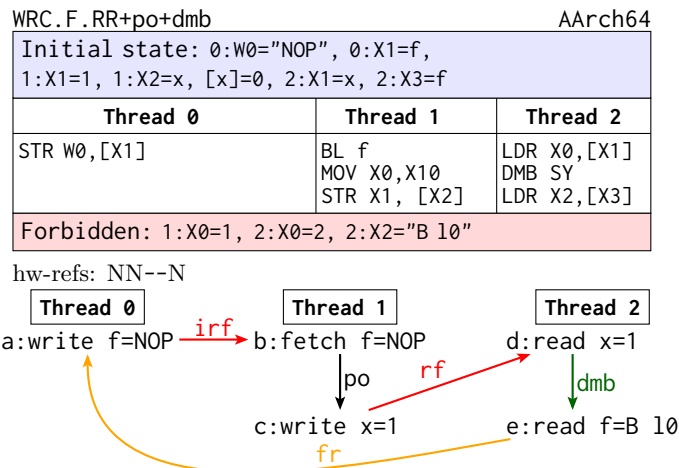 WRC.F.RR+po+dmb AArch64
Initial state: 0:W0="NOP", 0:X1=f,
1:X1=1, 1:X2=x, [x]=0, 2:X1=x, 2:X3=f
Thread 0 Thread 1 Thread 2
STR W0,[X1] BL f LDR X0,[X1]
MOV X0,X10 DMB SY
STR X1, [X2] LDR X2,[X3]
Forbidden: 1:X0=1, 2:X0=2, 2:X2="B l0"
hw-refs: NN--N
Thread 0 Thread 1 Thread 2
a:write f=NOP irf b:fetch f=NOP d:read x=1
po rf dmb
c:write x=1 e:read f=B l0
fr